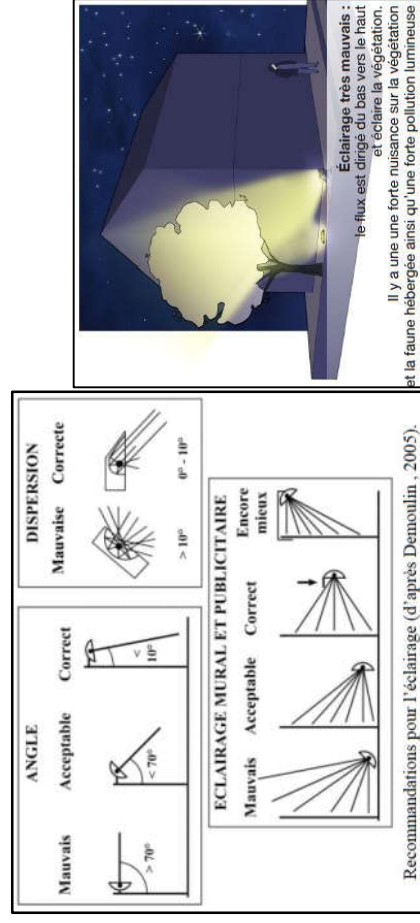 ANGLE
Mauvais Acceptable Correct
> 70° < 70° < 10°
DISPERSION
Mauvaise Correcte
> 10° 0° - 10°
ECLAIRAGE MURAL ET PUBLICITAIRE
Mauvais Acceptable Correct Encore mieux
Recommandations pour l'éclairage (d'après Demoulin , 2005).
Éclairage très mauvais :
le flux est dirigé du bas vers le haut
et éclaire la végétation.
Il y a une une forte nuisance sur la végétation
et la faune hébergée ainsi qu'une forte pollution lumineuse